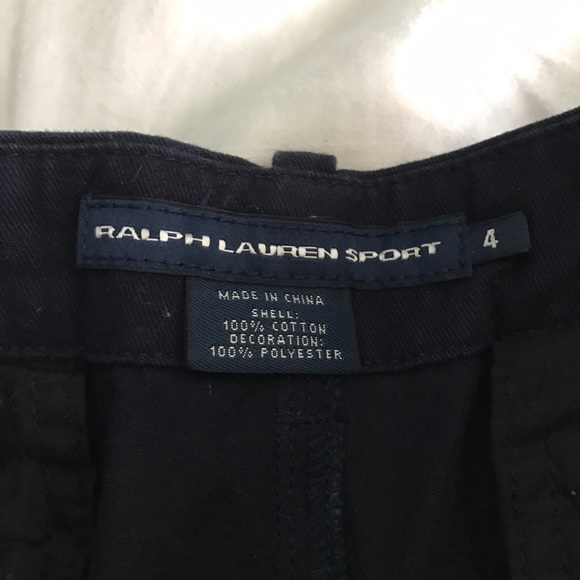 RALPH LAUREN SPORT
4
MADE IN CHINA
SHELL:
100% COTTON
DECORATION:
100% POLYESTER